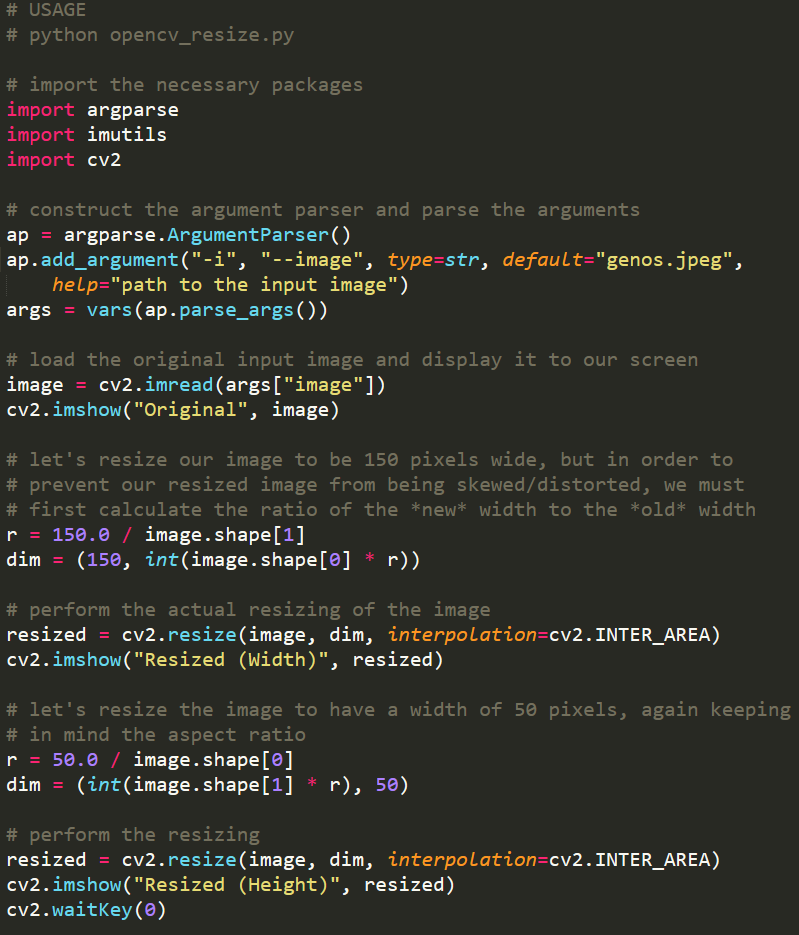 # USAGE
# python opencv_resize.py

# import the necessary packages
import argparse
import imutils
import cv2

# construct the argument parser and parse the arguments
ap = argparse.ArgumentParser()
ap.add_argument("-i", "--image", type=str, default="genos.jpeg",
    help="path to the input image")
args = vars(ap.parse_args())

# load the original input image and display it to our screen
image = cv2.imread(args["image"])
cv2.imshow("Original", image)

# let's resize our image to be 150 pixels wide, but in order to
# prevent our resized image from being skewed/distorted, we must
# first calculate the ratio of the *new* width to the *old* width
r = 150.0 / image.shape[1]
dim = (150, int(image.shape[0] * r))

# perform the actual resizing of the image
resized = cv2.resize(image, dim, interpolation=cv2.INTER_AREA)
cv2.imshow("Resized (Width)", resized)

# let's resize the image to have a width of 50 pixels, again keeping
# in mind the aspect ratio
r = 50.0 / image.shape[0]
dim = (int(image.shape[1] * r), 50)

# perform the resizing
resized = cv2.resize(image, dim, interpolation=cv2.INTER_AREA)
cv2.imshow("Resized (Height)", resized)
cv2.waitKey(0)